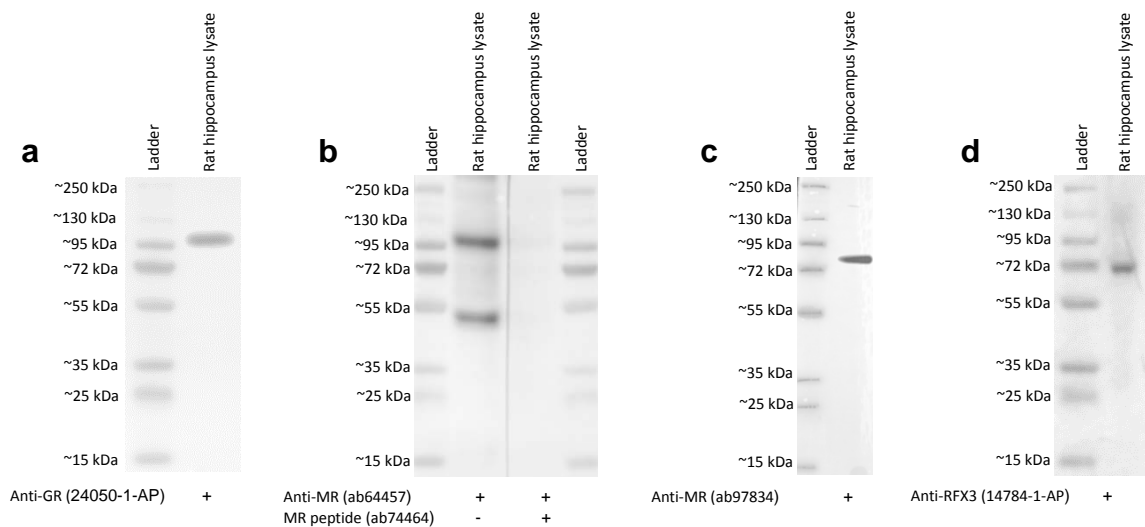 a
Ladder
Rat hippocampus lysate
~250 kDa
~130 kDa
~95 kDa
~72 kDa
~55 kDa
~35 kDa
~25 kDa
~15 kDa
Anti-GR (24050-1-AP) +
b
Ladder
Rat hippocampus lysate
Rat hippocampus lysate
Ladder
~250 kDa
~130 kDa
~95 kDa
~72 kDa
~55 kDa
~35 kDa
~25 kDa
~15 kDa
Anti-MR (ab64457) + +
MR peptide (ab74464) - +
c
Ladder
Rat hippocampus lysate
~250 kDa
~130 kDa
~95 kDa
~72 kDa
~55 kDa
~35 kDa
~25 kDa
~15 kDa
Anti-MR (ab97834) +
d
Ladder
Rat hippocampus lysate
~250 kDa
~130 kDa
~95 kDa
~72 kDa
~55 kDa
~35 kDa
~25 kDa
~15 kDa
Anti-RFX3 (14784-1-AP) +